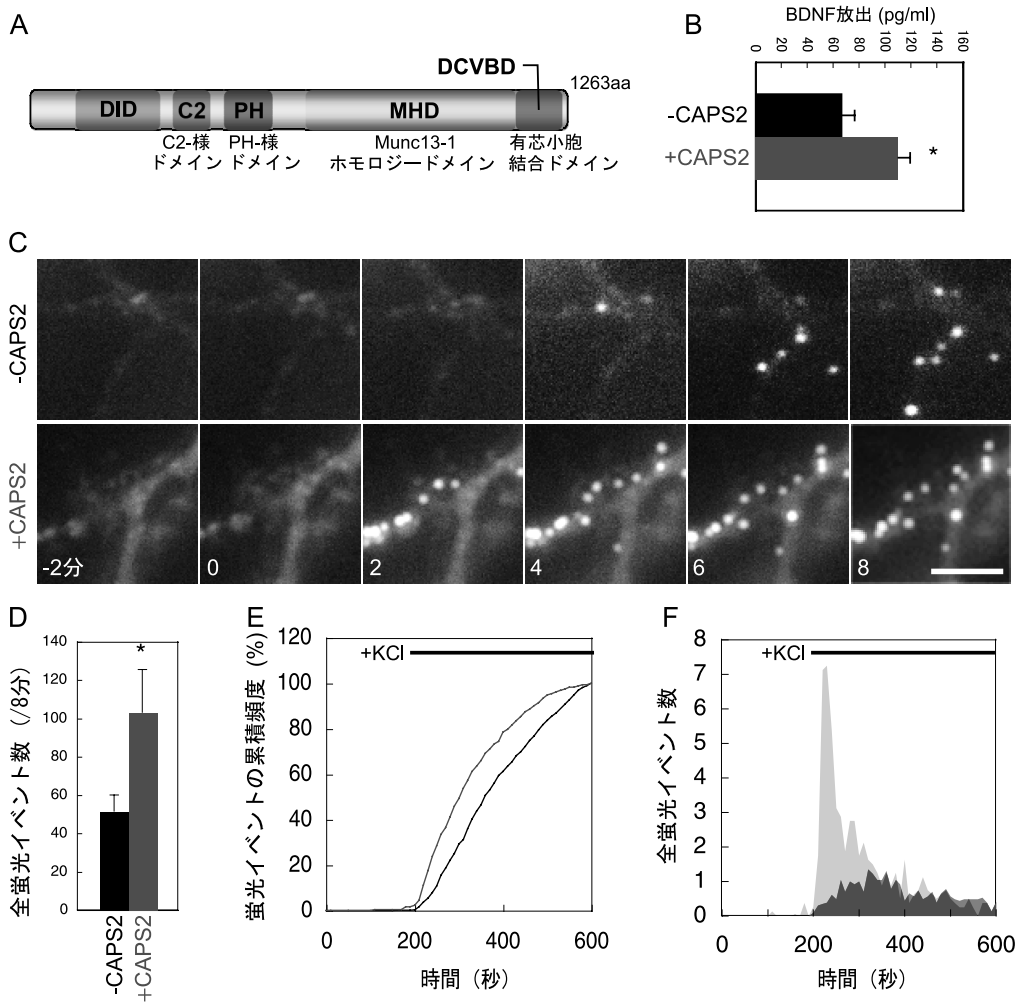 A
DCVBD
1263aa
DID
C2
PH
MHD
C2-様
ドメイン
PH-様
ドメイン
Munc13-1
ホモロジードメイン
有芯小胞
結合ドメイン
B
BDNF放出 (pg/ml)
0
20
40
60
80
100
120
140
160
-CAPS2
+CAPS2
*
C
-CAPS2
+CAPS2
-2分
0
2
4
6
8
D
全蛍光イベント数 (/8分)
140
120
100
80
60
40
20
0
*
-CAPS2
+CAPS2
E
蛍光イベントの累積頻度 (%)
120
100
80
60
40
20
0
+KCl
0
200
400
600
時間（秒）
F
全蛍光イベント数
8
7
6
5
4
3
2
1
0
+KCl
0
200
400
600
時間（秒）